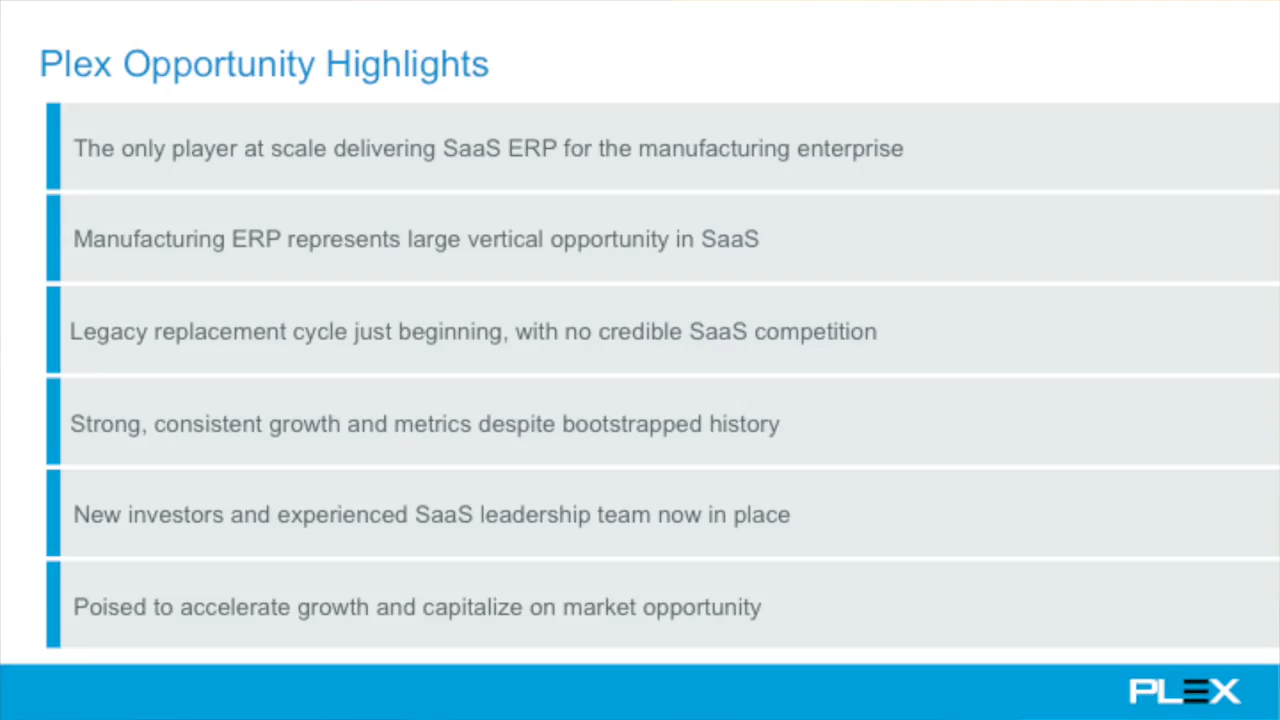 Plex Opportunity Highlights
The only player at scale delivering SaaS ERP for the manufacturing enterprise
Manufacturing ERP represents large vertical opportunity in SaaS
Legacy replacement cycle just beginning, with no credible SaaS competition
Strong, consistent growth and metrics despite bootstrapped history
New investors and experienced SaaS leadership team now in place
Poised to accelerate growth and capitalize on market opportunity
PLEX